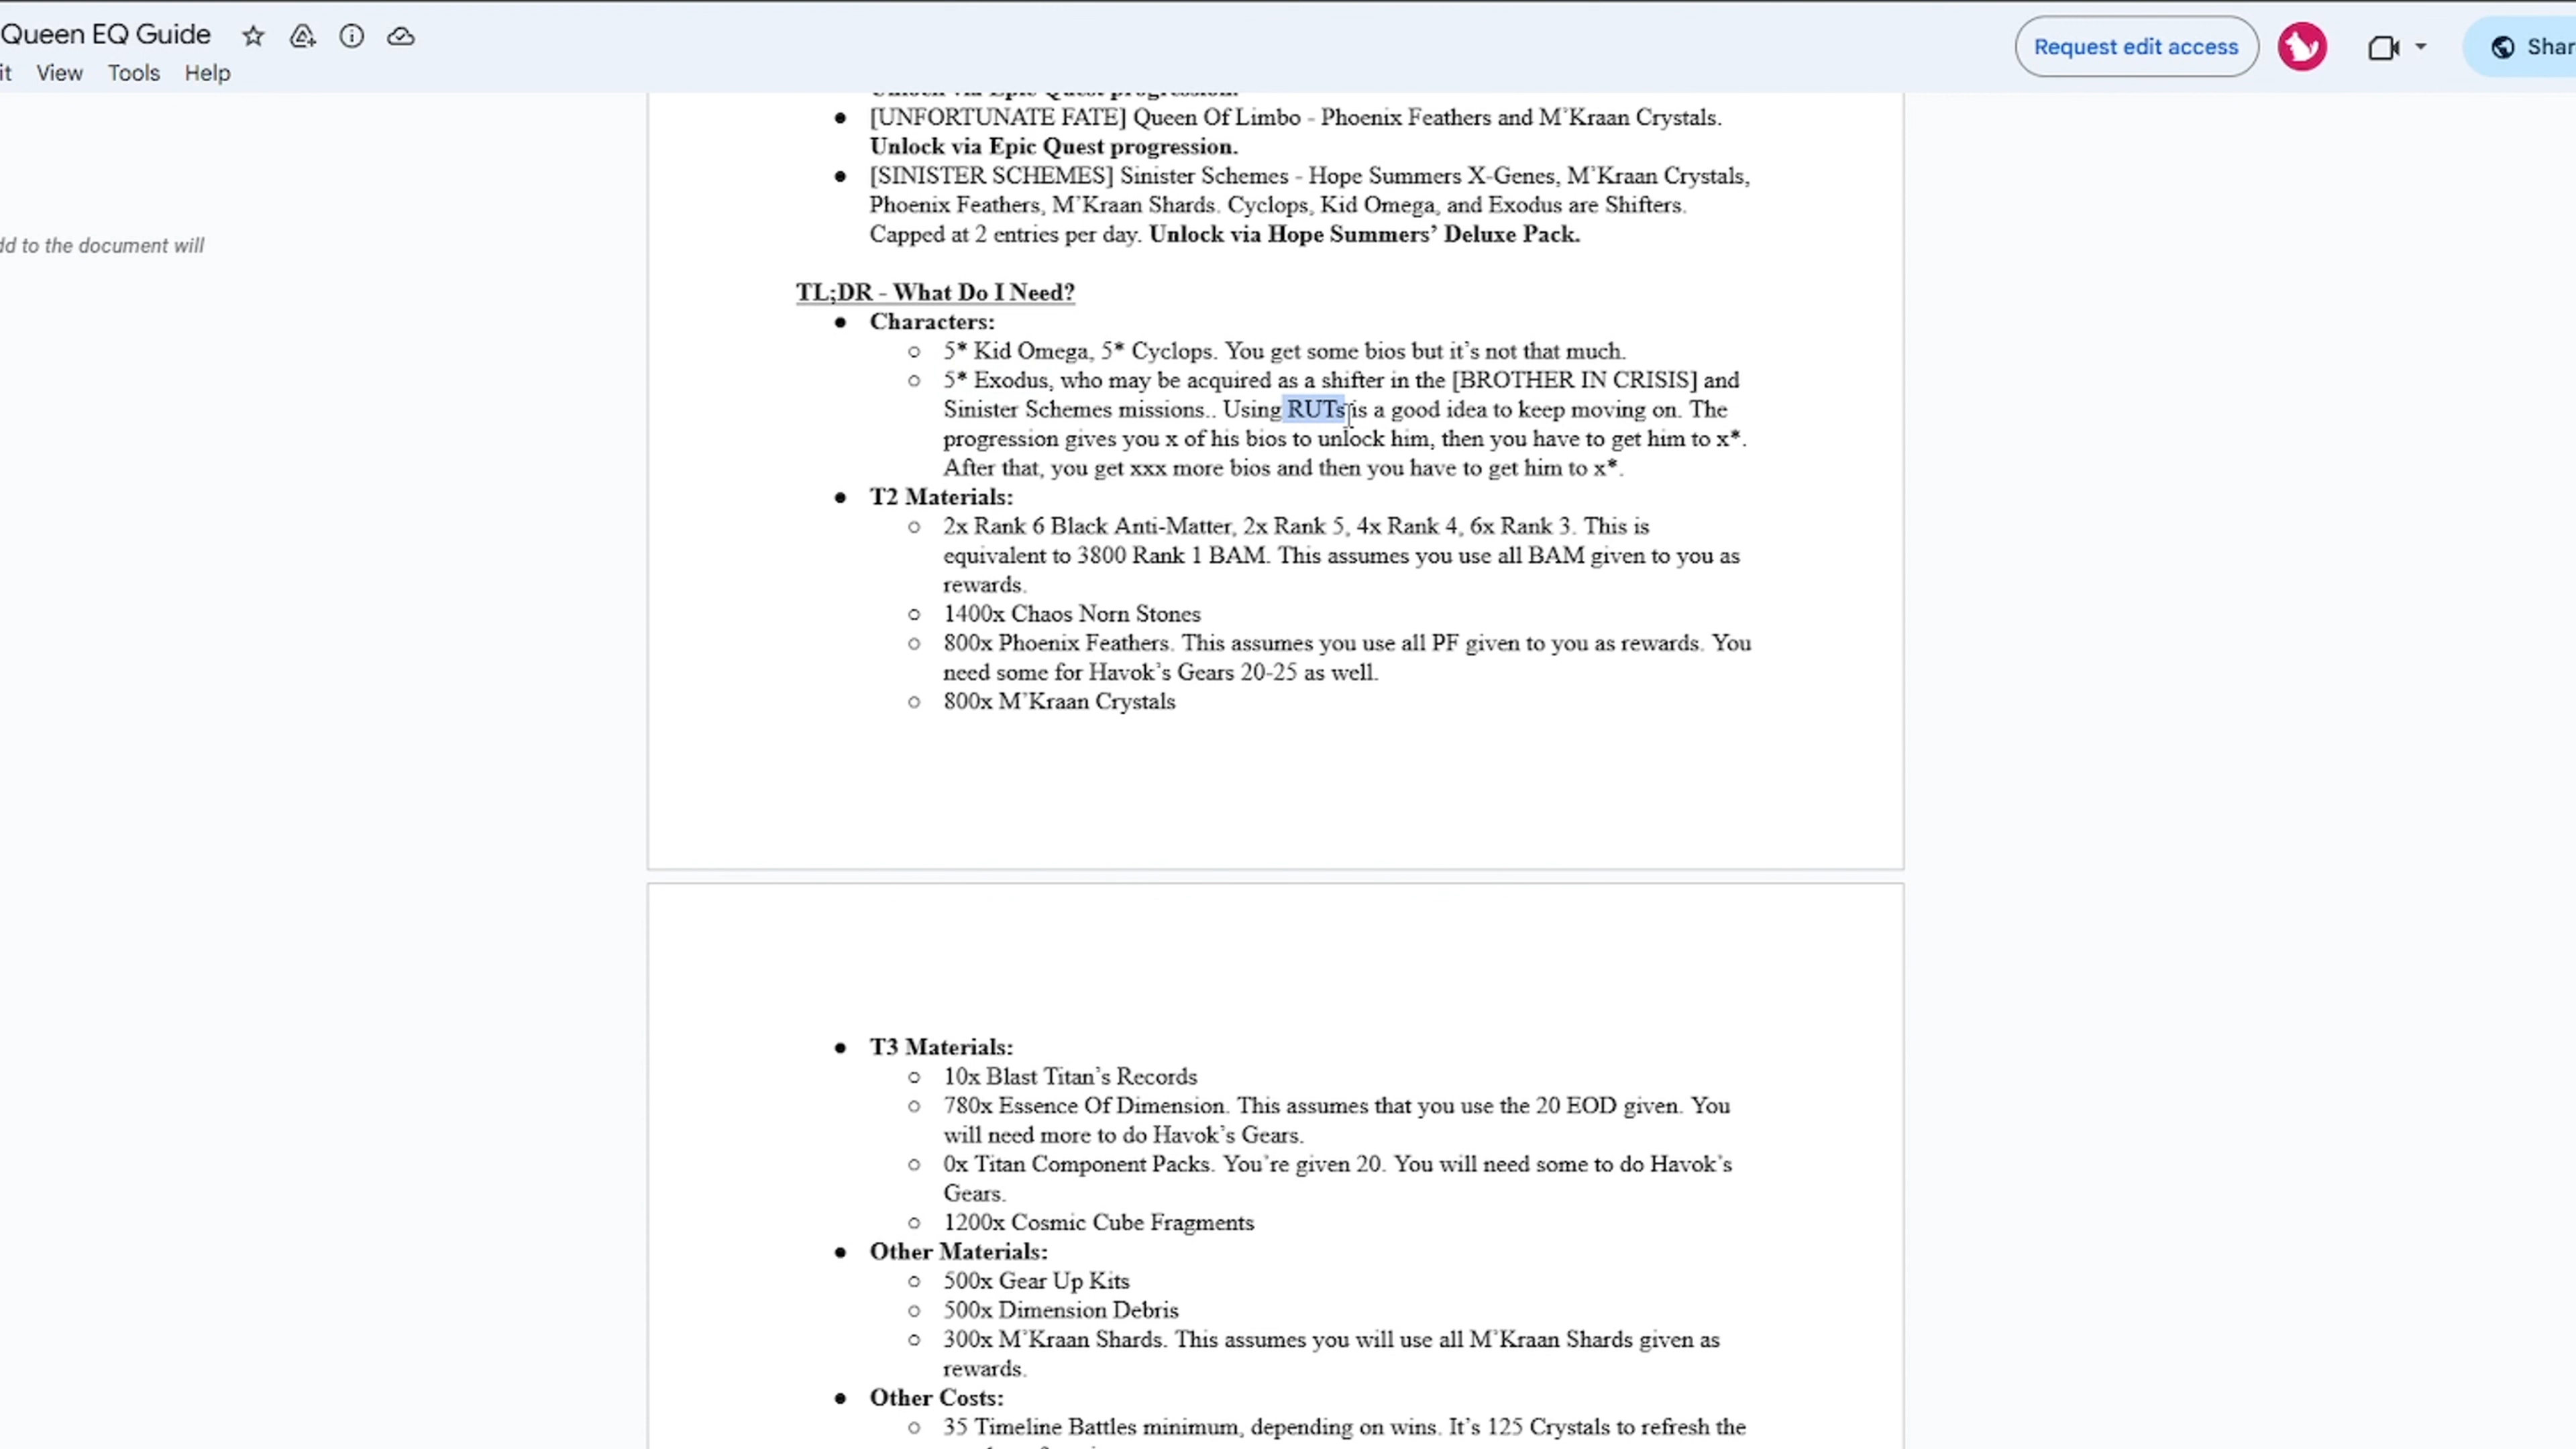 Queen EQ Guide
it View Tools Help
Request edit access
Shar
dd to the document will
Unlock via Epic Quest progression.
● [UNFORTUNATE FATE] Queen Of Limbo - Phoenix Feathers and M'Kraan Crystals.
Unlock via Epic Quest progression.
● [SINISTER SCHEMES] Sinister Schemes - Hope Summers X-Genes, M'Kraan Crystals,
Phoenix Feathers, M'Kraan Shards. Cyclops, Kid Omega, and Exodus are Shifters.
Capped at 2 entries per day. Unlock via Hope Summers' Deluxe Pack.
TL;DR - What Do I Need?
● Characters:
○ 5* Kid Omega, 5* Cyclops. You get some bios but it's not that much.
○ 5* Exodus, who may be acquired as a shifter in the [BROTHER IN CRISIS] and
Sinister Schemes missions.. Using RUTs is a good idea to keep moving on. The
progression gives you x of his bios to unlock him, then you have to get him to x*.
After that, you get xxx more bios and then you have to get him to x*.
● T2 Materials:
○ 2x Rank 6 Black Anti-Matter, 2x Rank 5, 4x Rank 4, 6x Rank 3. This is
equivalent to 3800 Rank 1 BAM. This assumes you use all BAM given to you as
rewards.
○ 1400x Chaos Norn Stones
○ 800x Phoenix Feathers. This assumes you use all PF given to you as rewards. You
need some for Havok's Gears 20-25 as well.
○ 800x M'Kraan Crystals
● T3 Materials:
○ 10x Blast Titan's Records
○ 780x Essence Of Dimension. This assumes that you use the 20 EOD given. You
will need more to do Havok's Gears.
○ 0x Titan Component Packs. You're given 20. You will need some to do Havok's
Gears.
○ 1200x Cosmic Cube Fragments
● Other Materials:
○ 500x Gear Up Kits
○ 500x Dimension Debris
○ 300x M'Kraan Shards. This assumes you will use all M'Kraan Shards given as
rewards.
● Other Costs:
○ 35 Timeline Battles minimum, depending on wins. It's 125 Crystals to refresh the